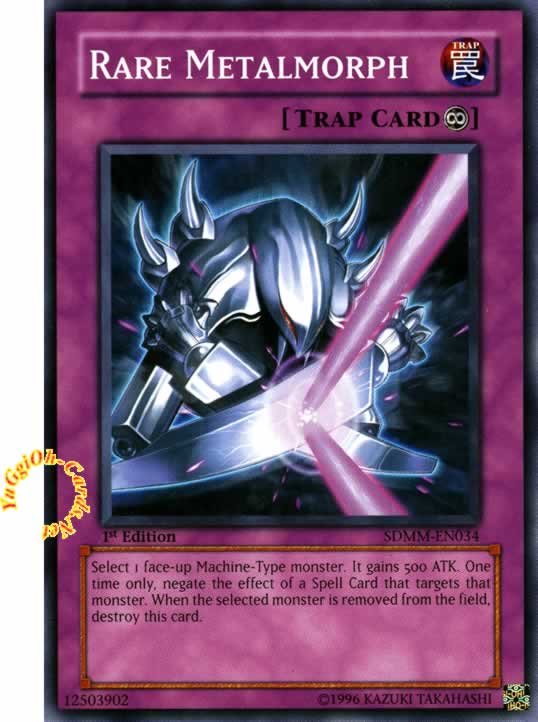 RARE METALMORPH
TRAP
罠
[TRAP CARD∞]
YuGgiOh-Cards.Net
1st Edition
SDMM-EN034
Select 1 face-up Machine-Type monster. It gains 500 ATK. One
time only, negate the effect of a Spell Card that targets that
monster. When the selected monster is removed from the field,
destroy this card.
12503902
©1996 KAZUKI TAKAHASHI